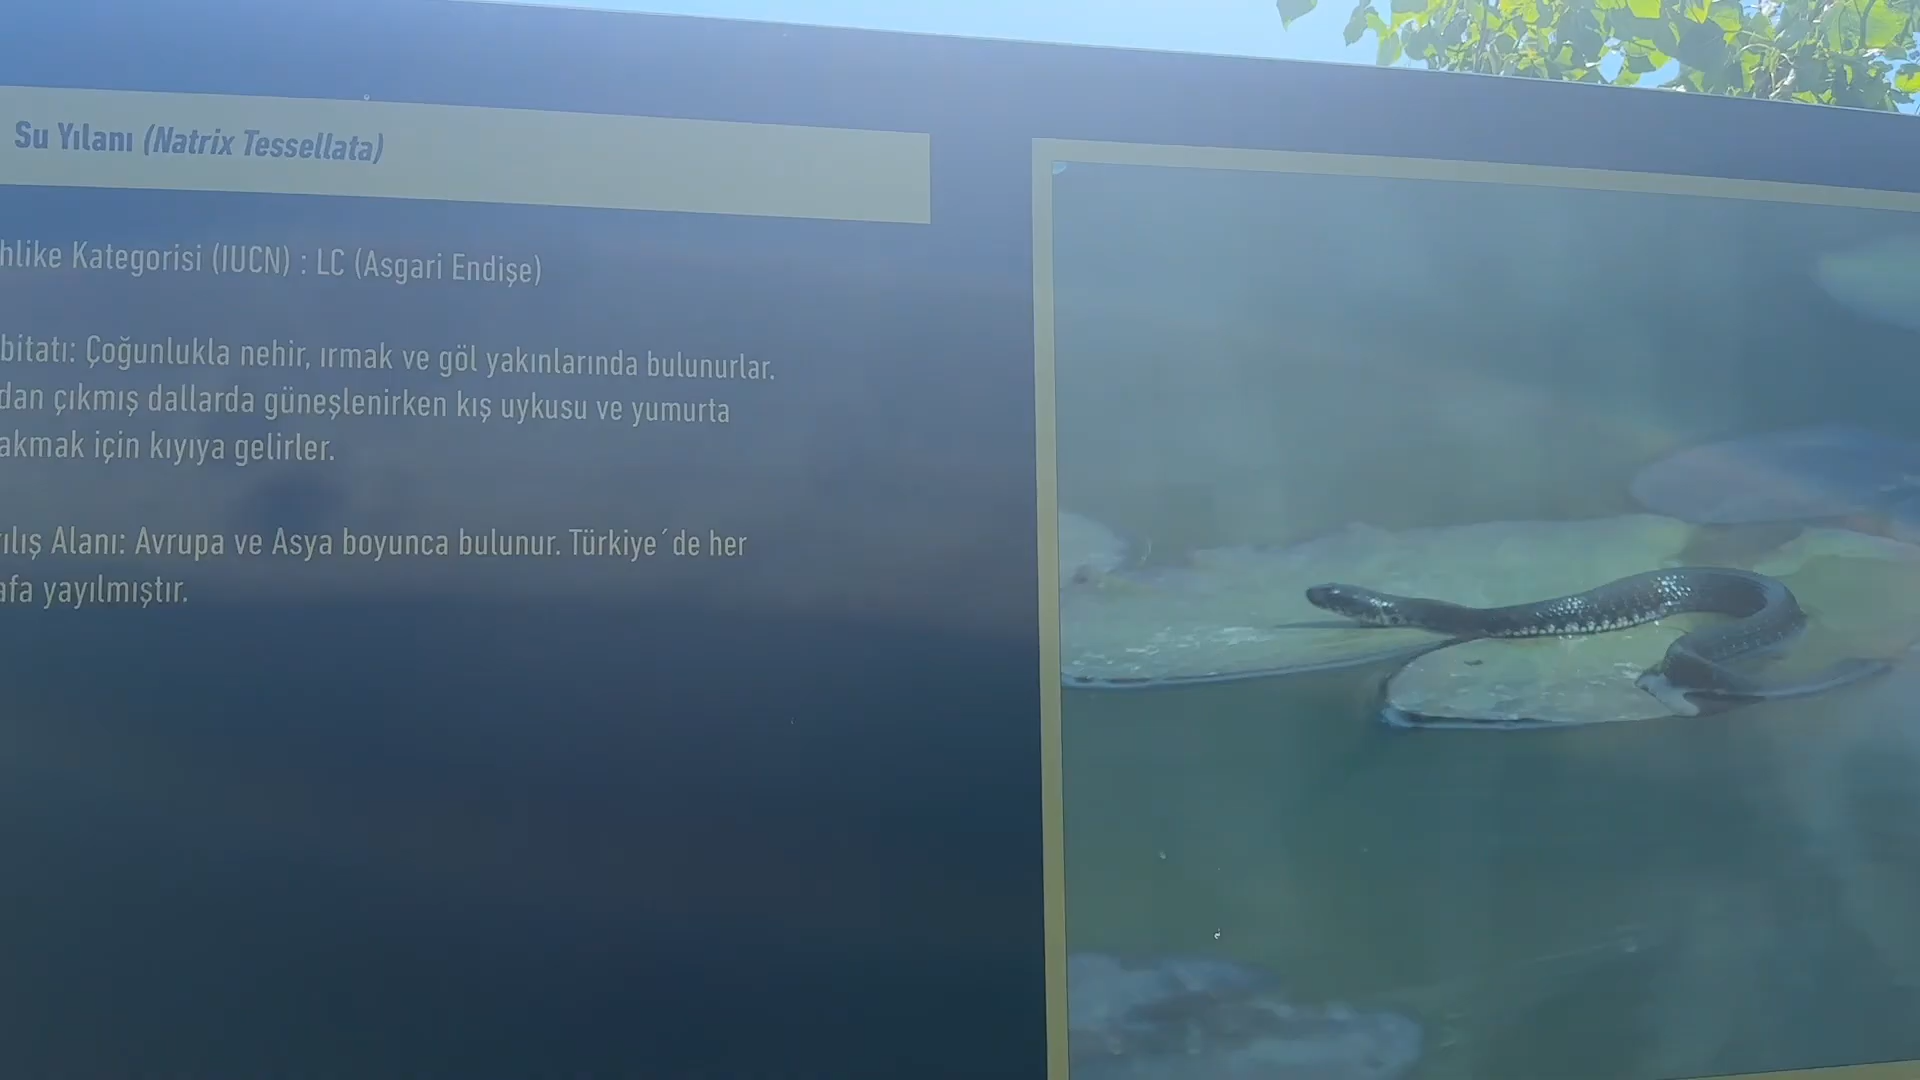 Su Yılanı (Natrix Tessellata)
hlike Kategorisi (IUCN) : LC (Asgari Endişe)
bitatı: Çoğunlukla nehir, ırmak ve göl yakınlarında bulunurlar.
dan çıkmış dallarda güneşlenirken kış uykusu ve yumurta
akmak için kıyıya gelirler.
ılış Alanı: Avrupa ve Asya boyunca bulunur. Türkiye´de her
afa yayılmıştır.